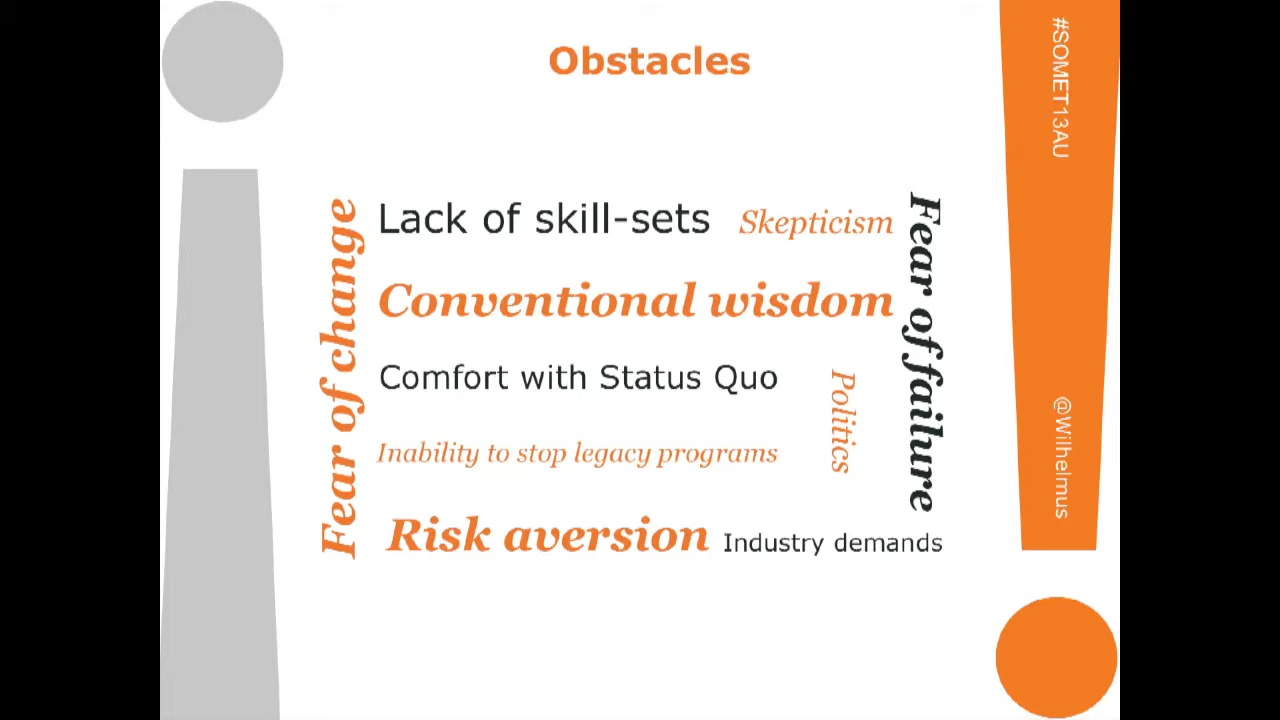 Obstacles
Fear of change
Lack of skill-sets
Skepticism
Conventional wisdom
Comfort with Status Quo
Politics
Inability to stop legacy programs
Risk aversion
Industry demands
Fear of failure
#SOMET13AU
@Wilhelmus